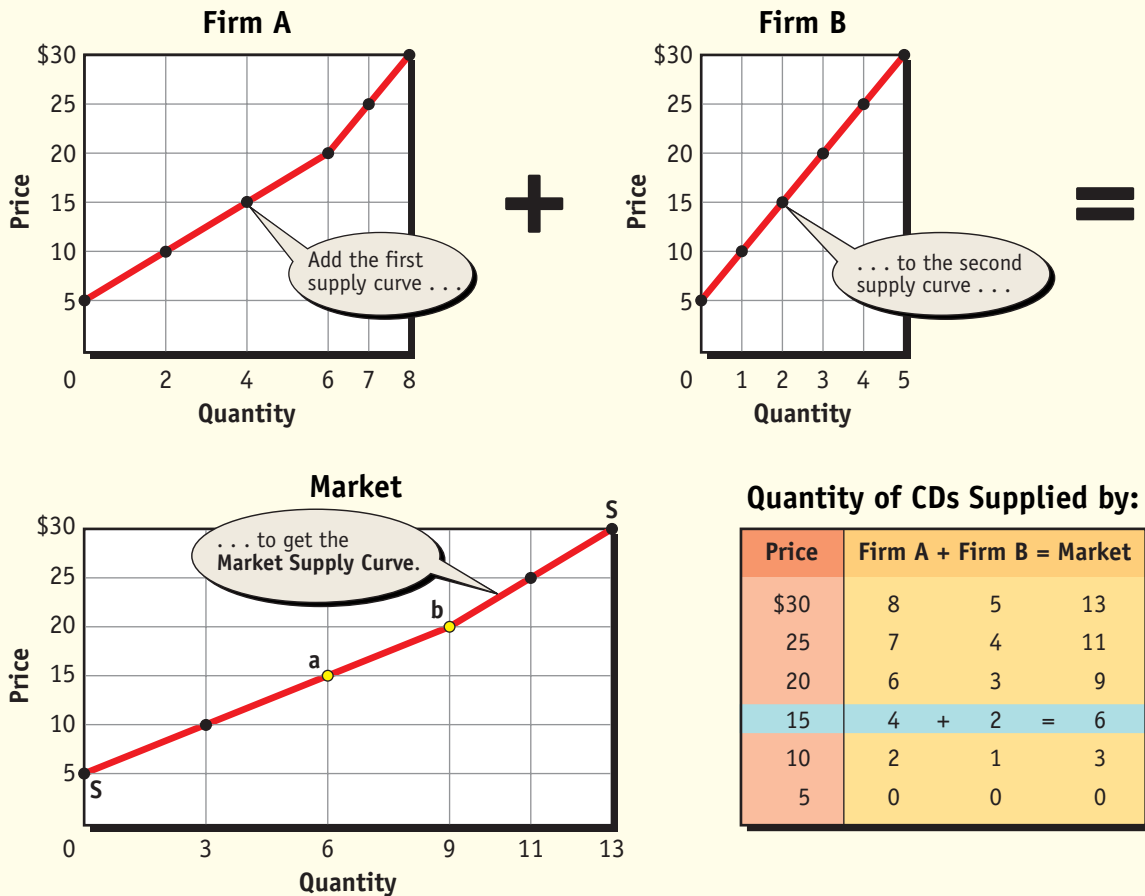 Firm A
$30
25
20
15
10
5
0
2
4
6
7
8
Price
Quantity
Add the first
supply curve . . .
+
Firm B
$30
25
20
15
10
5
0
1
2
3
4
5
Price
Quantity
. . . to the second
supply curve . . .
=
Market
$30
25
20
15
10
5
0
3
6
9
11
13
Price
Quantity
. . . to get the
Market Supply Curve.
S
a
b
S
Quantity of CDs Supplied by:
Price Firm A + Firm B = Market
$30 8 5 13
25 7 4 11
20 6 3 9
15 4 + 2 = 6
10 2 1 3
5 0 0 0